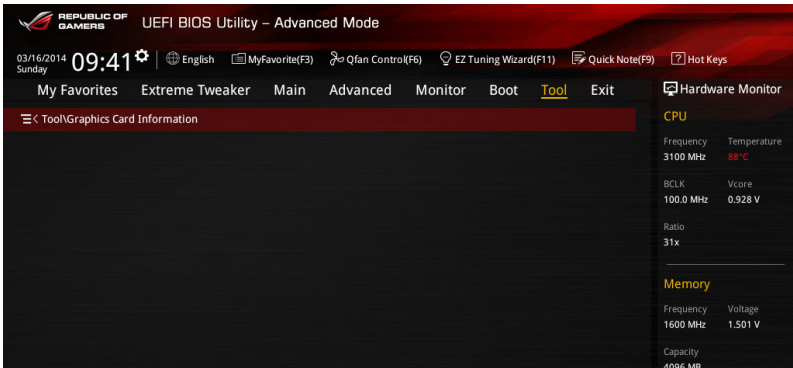 REPUBLIC OF
GAMERS
UEFI BIOS Utility – Advanced Mode
03/16/2014
Sunday
09:41
English
MyFavorite(F3)
Qfan Control(F6)
EZ Tuning Wizard(F11)
Quick Note(F9)
? Hot Keys
My Favorites Extreme Tweaker Main Advanced Monitor Boot Tool Exit
Hardware Monitor
< Tool\Graphics Card Information
CPU
Frequency Temperature
3100 MHz 88°C
BCLK Vcore
100.0 MHz 0.928 V
Ratio
31x
Memory
Frequency Voltage
1600 MHz 1.501 V
Capacity
4096 MB